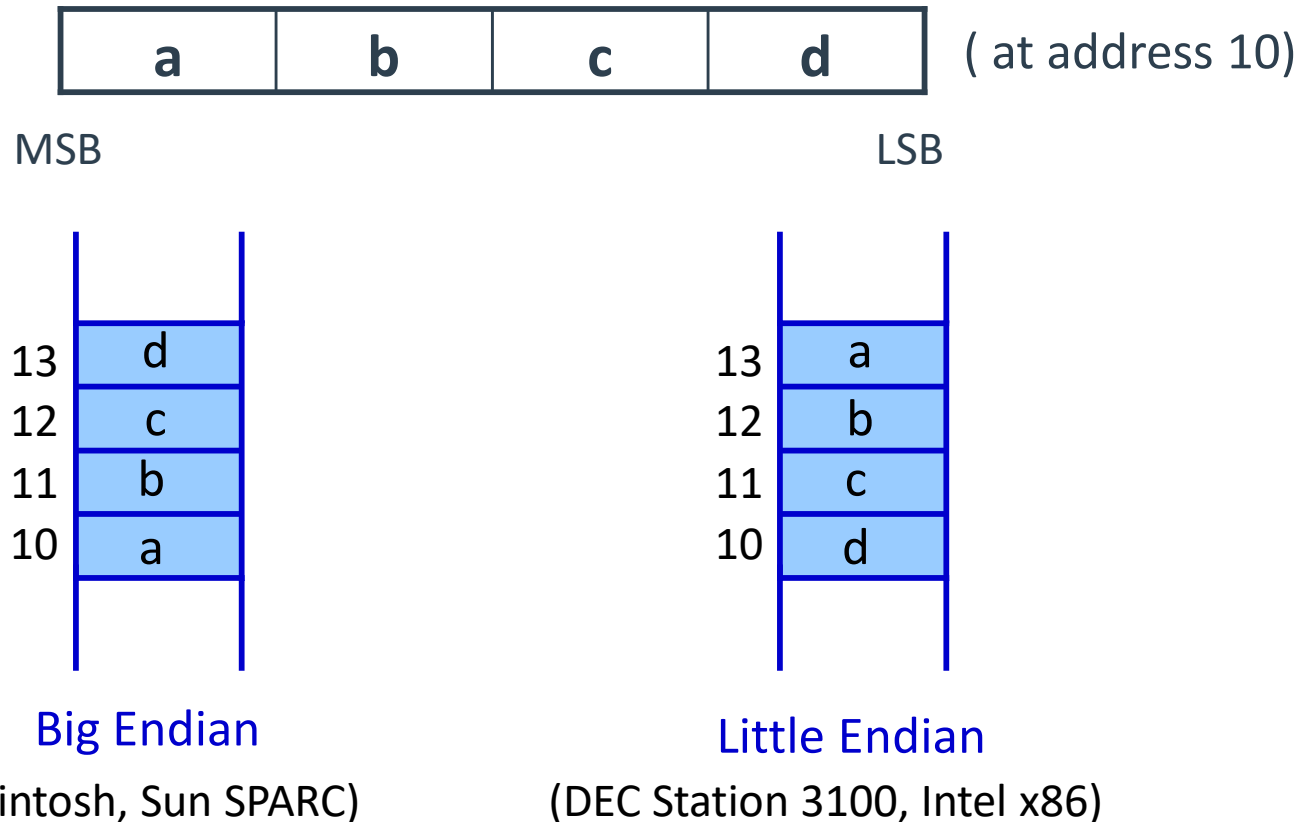 a b c d ( at address 10)
MSB LSB
13 d 13 a
12 c 12 b
11 b 11 c
10 a 10 d
Big Endian Little Endian
intosh, Sun SPARC) (DEC Station 3100, Intel x86)